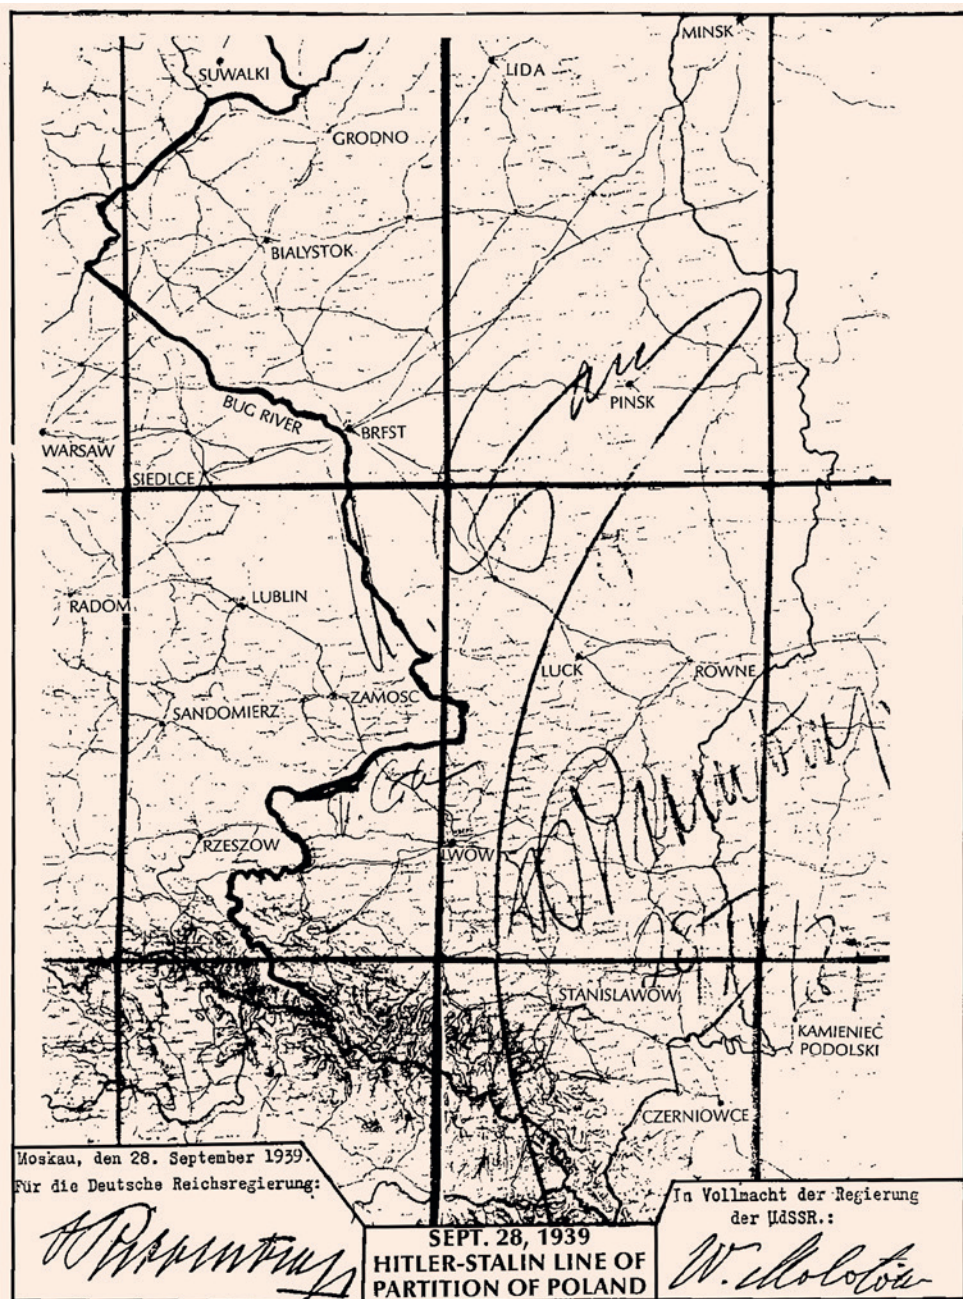 MINSK
SUWALKI
LIDA
GRODNO
BIALYSTOK
PINSK
BUG RIVER
BRFST
WARSAW
SIEDLCE
RADOM
LUBLIN
LUCK
ROWNE
ZAMOSC
SANDOMIERZ
RZESZOW
LWOW
STANISLAWOW
KAMIENIEC
PODOLSKI
CZERNIOWCE
Moskau, den 28. September 1939.
Für die Deutsche Reichsregierung:
In Vollmacht der Regierung
der UdSSR.:
W. Molotow
SEPT. 28, 1939
HITLER-STALIN LINE OF
PARTITION OF POLAND